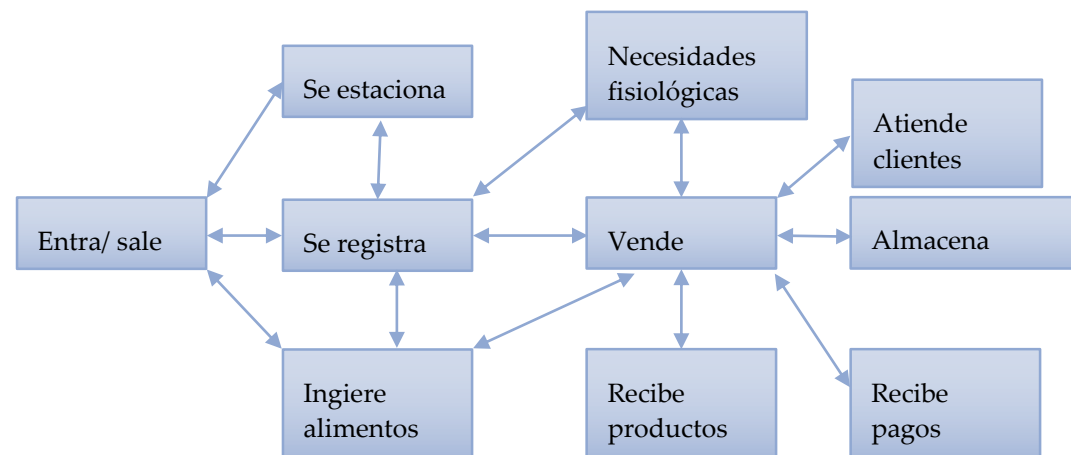 Se estaciona
Necesidades
fisiológicas
Atiende
clientes
Entra/ sale
Se registra
Vende
Almacena
Ingiere
alimentos
Recibe
productos
Recibe
pagos